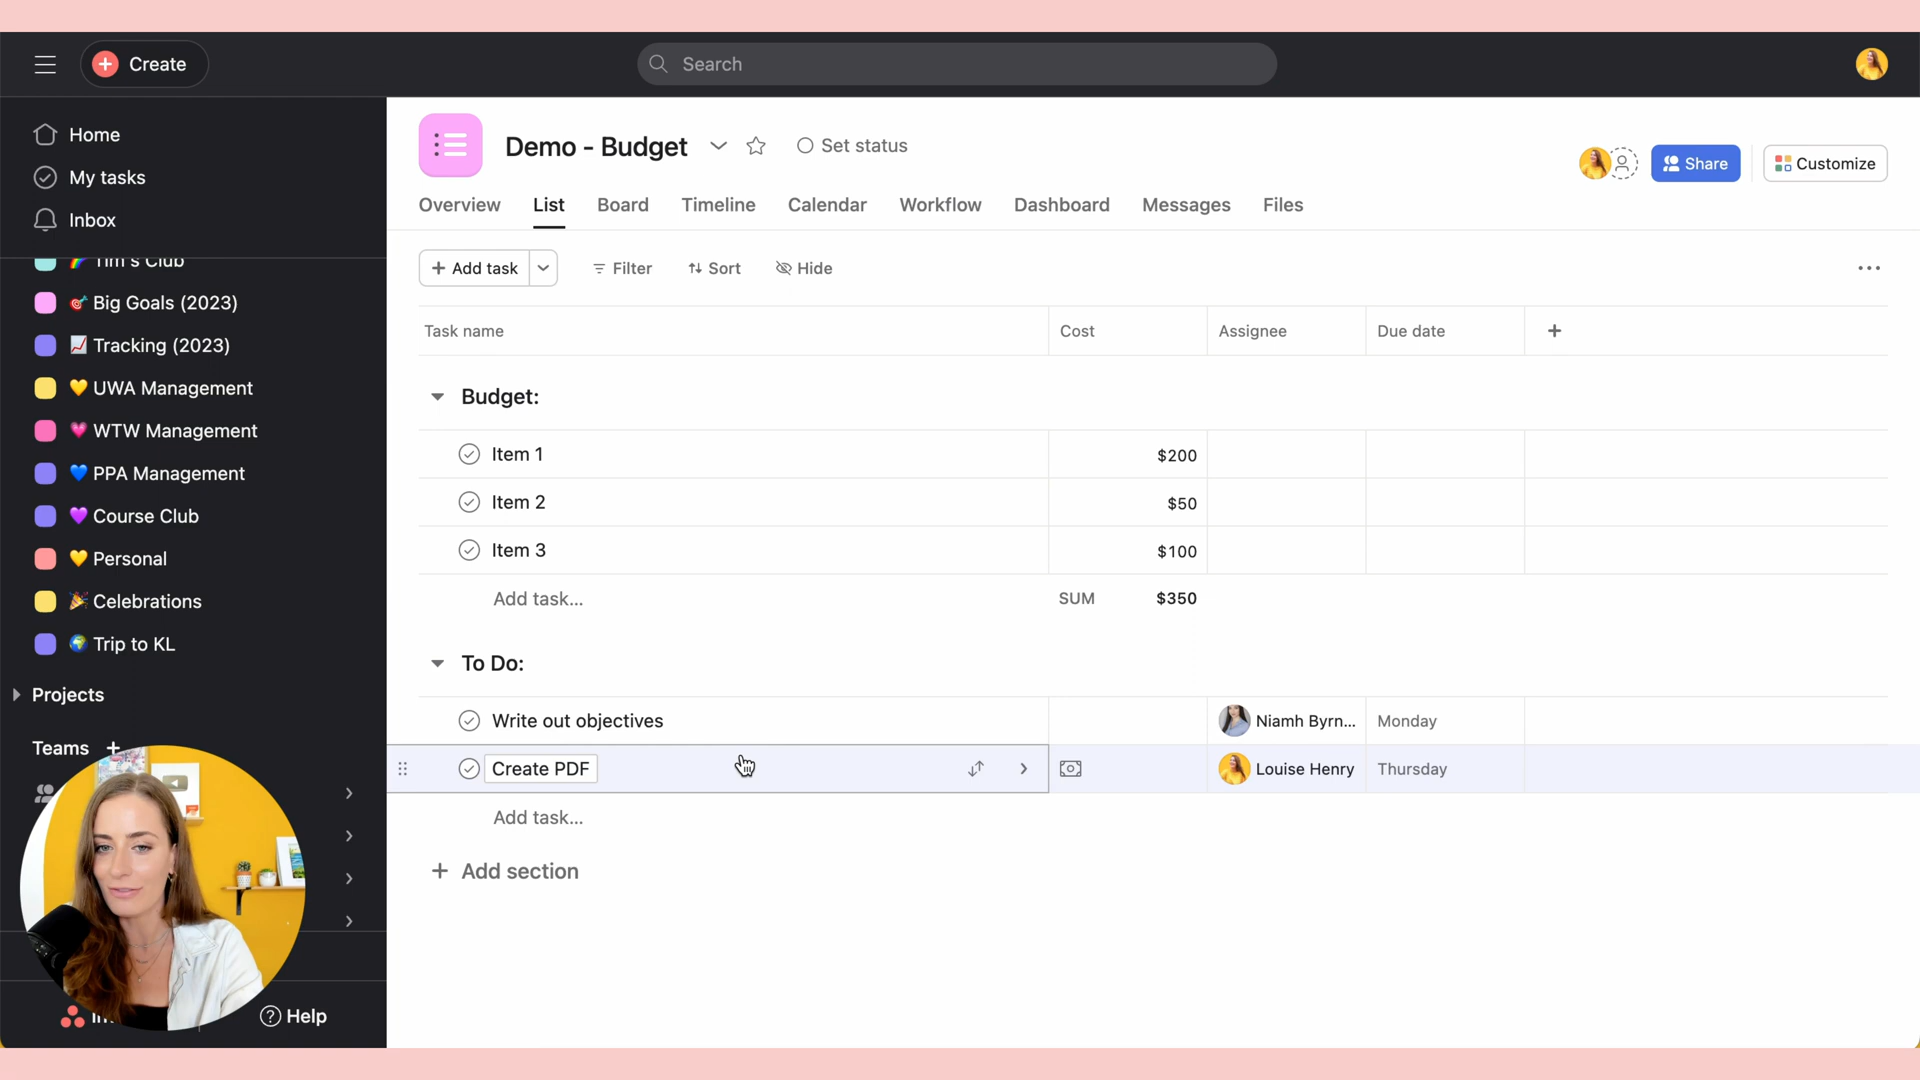 Create
Search
Home
My tasks
Inbox
Tim's Club
Big Goals (2023)
Tracking (2023)
UWA Management
WTW Management
PPA Management
Course Club
Personal
Celebrations
Trip to KL
Projects
Teams +
Help
Demo - Budget
Set status
Share
Customize
Overview List Board Timeline Calendar Workflow Dashboard Messages Files
+ Add task Filter Sort Hide
Task name Cost Assignee Due date +
Budget:
Item 1 $200
Item 2 $50
Item 3 $100
Add task... SUM $350
To Do:
Write out objectives Niamh Byrn... Monday
Create PDF Louise Henry Thursday
Add task...
+ Add section